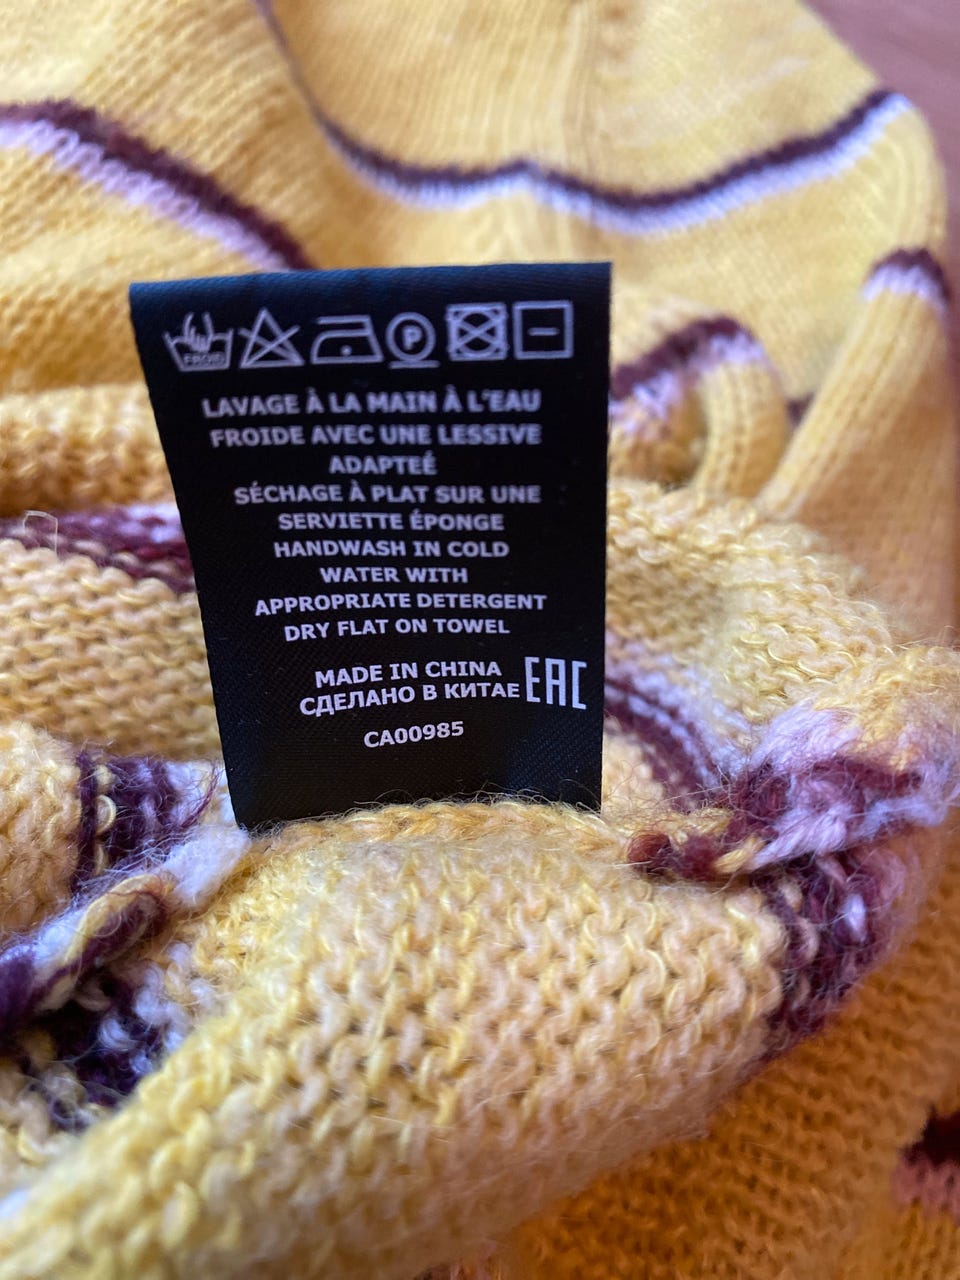 FROID P
LAVAGE À LA MAIN À L'EAU
FROIDE AVEC UNE LESSIVE
ADAPTEÉ
SÉCHAGE À PLAT SUR UNE
SERVIETTE ÉPONGE
HANDWASH IN COLD
WATER WITH
APPROPRIATE DETERGENT
DRY FLAT ON TOWEL
MADE IN CHINA
СДЕЛАНО В КИТАЕ EAC
CA00985